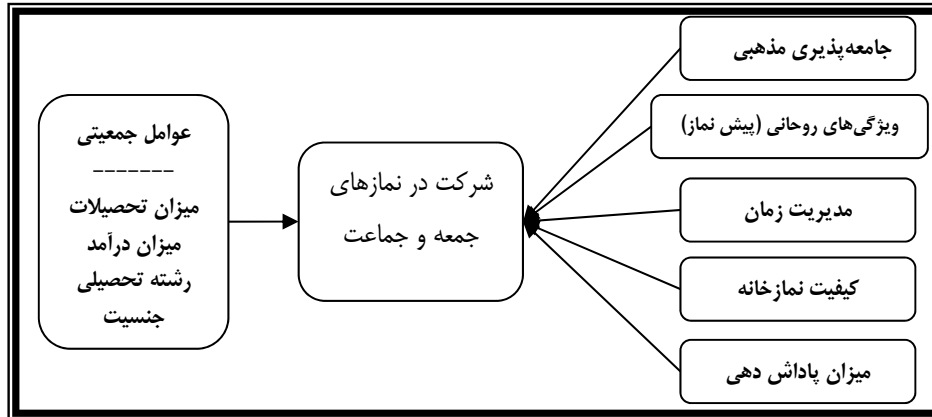 جامعه‌پذیری مذهبی
ویژگی‌های روحانی (پیش نماز)
مدیریت زمان
کیفیت نمازخانه
میزان پاداش دهی
شرکت در نمازهای
جمعه و جماعت
عوامل جمعیتی
-------
میزان تحصیلات
میزان درآمد
رشته تحصیلی
جنسیت